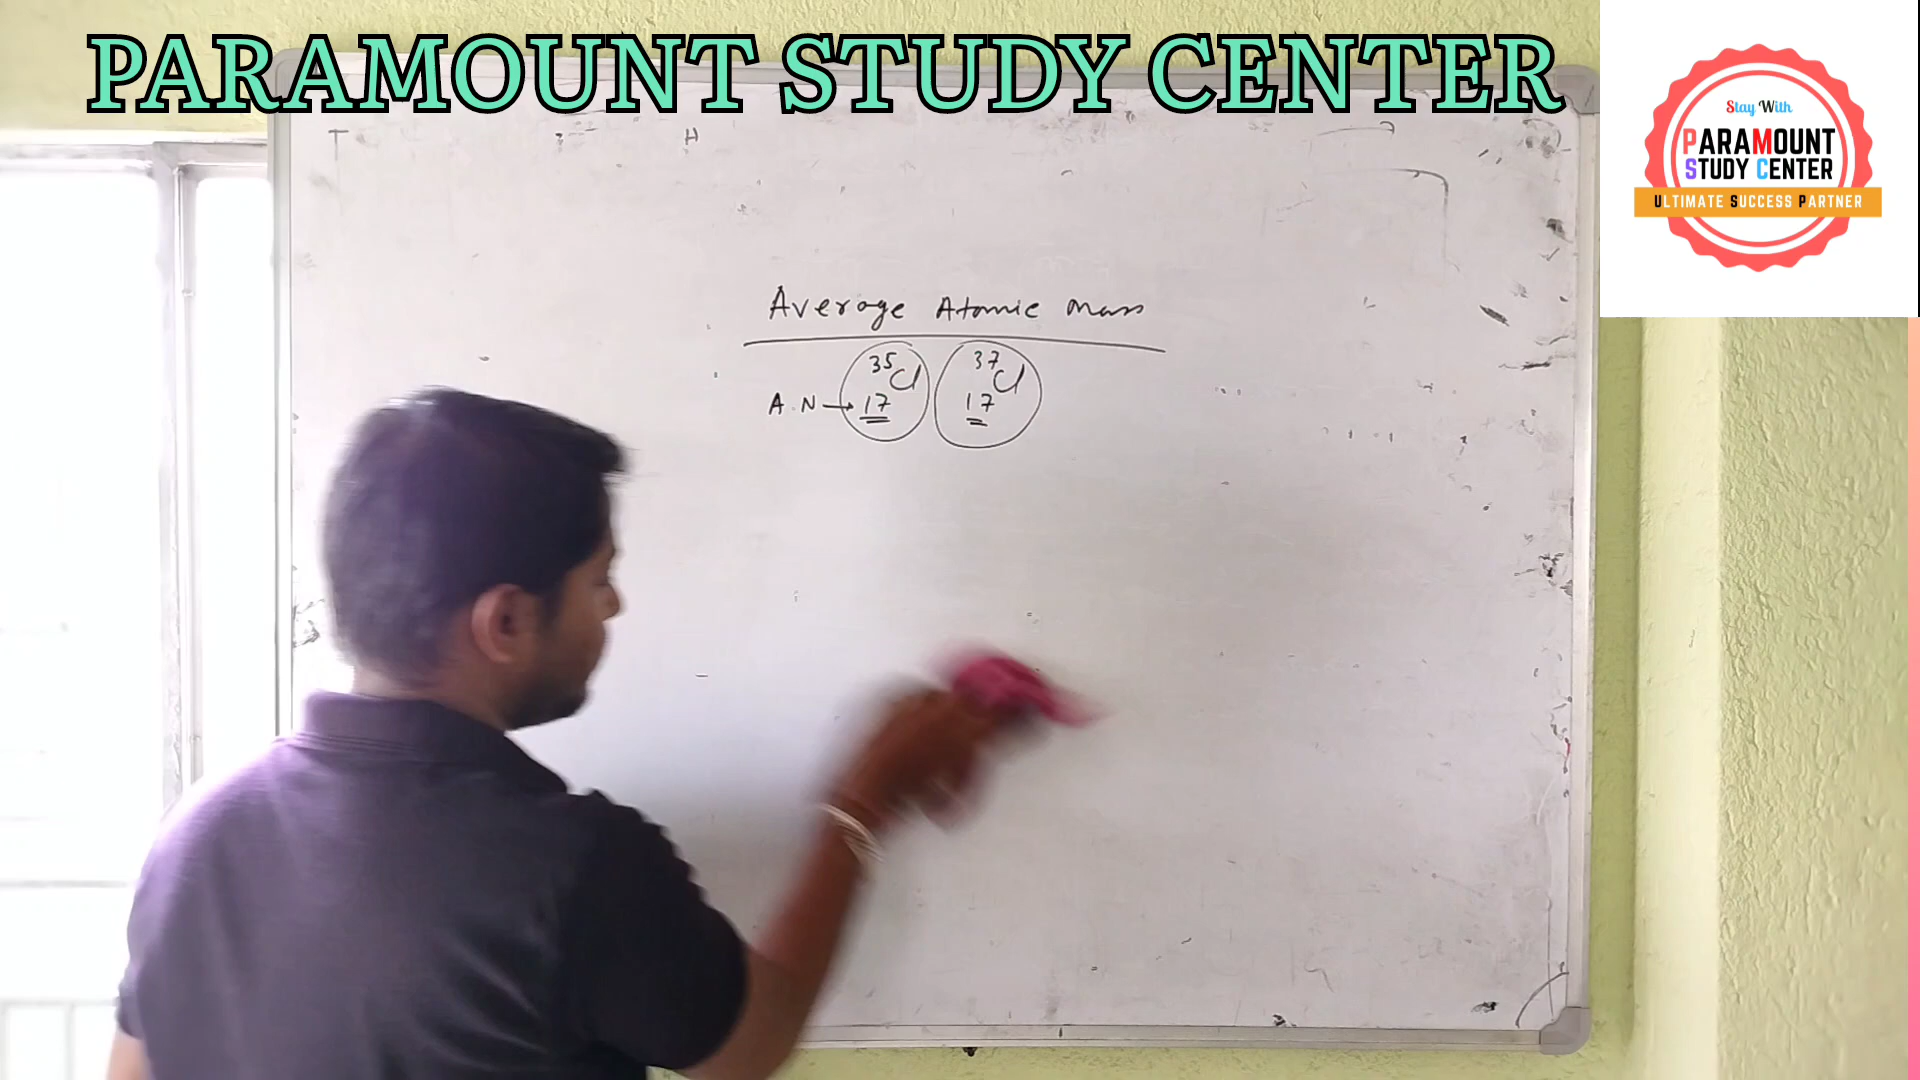 PARAMOUNT STUDY CENTER
Stay With
PARAMOUNT
STUDY CENTER
ULTIMATE SUCCESS PARTNER
T H
Average Atomic Mass
35 Cl 37 Cl
A.N → 17 17